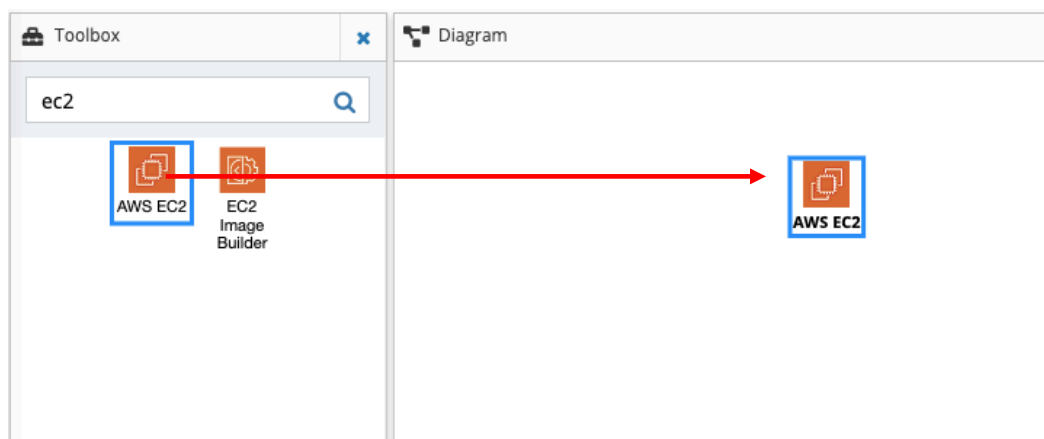 Toolbox
Diagram
ec2
AWS EC2
EC2
Image
Builder
AWS EC2